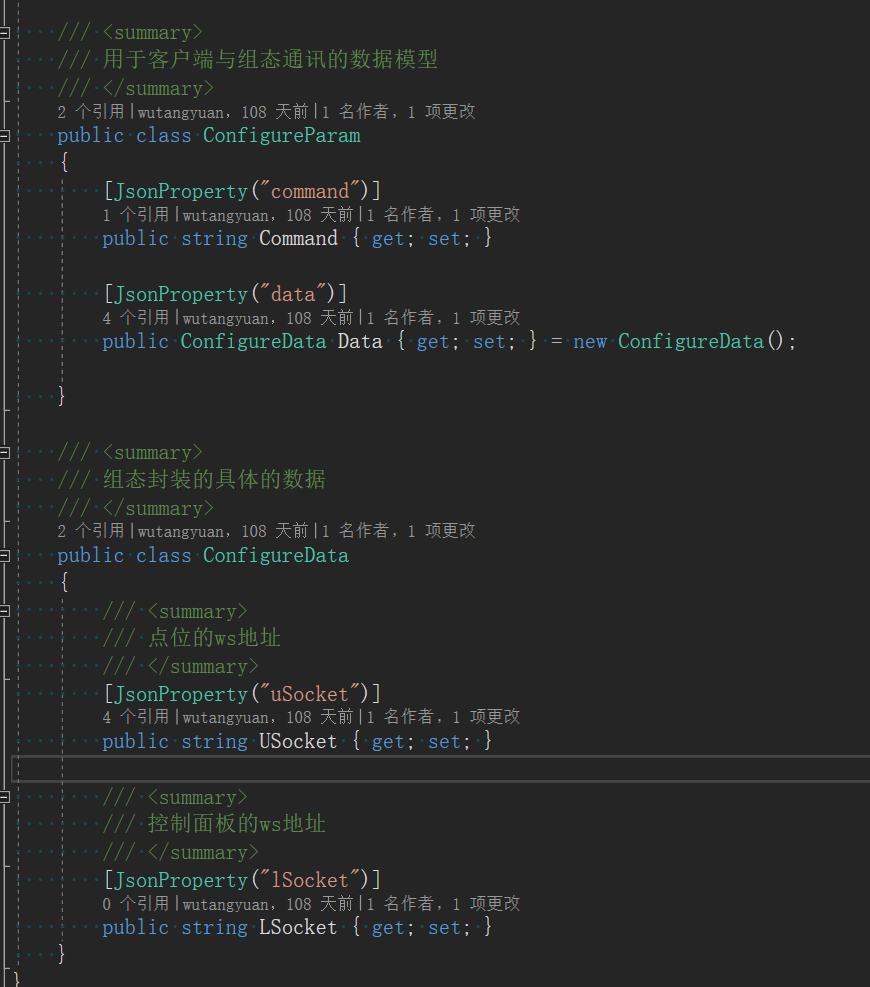 /// <summary>
/// 用于客户端与组态通讯的数据模型
/// </summary>
2 个引用|wutangyuan，108 天前|1 名作者，1 项更改
public class ConfigureParam
{
[JsonProperty("command")]
1 个引用|wutangyuan，108 天前|1 名作者，1 项更改
public string Command { get; set; }
[JsonProperty("data")]
4 个引用|wutangyuan，108 天前|1 名作者，1 项更改
public ConfigureData Data { get; set; } = new ConfigureData();
}
/// <summary>
/// 组态封装的具体的数据
/// </summary>
2 个引用|wutangyuan，108 天前|1 名作者，1 项更改
public class ConfigureData
{
/// <summary>
/// 点位的ws地址
/// </summary>
[JsonProperty("uSocket")]
4 个引用|wutangyuan，108 天前|1 名作者，1 项更改
public string USocket { get; set; }
/// <summary>
/// 控制面板的ws地址
/// </summary>
[JsonProperty("lSocket")]
0 个引用|wutangyuan，108 天前|1 名作者，1 项更改
public string LSocket { get; set; }
}
}